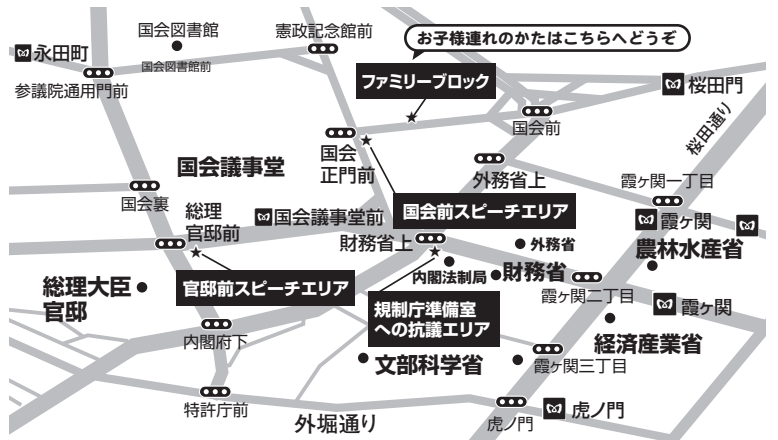 国会図書館
憲政記念館前
お子様連れのかたはこちらへどうぞ
永田町
国会図書館前
参議院通用門前
ファミリーブロック
桜田門
桜田通り
国会前
国会
正門前
国会議事堂
外務省上
霞ヶ関一丁目
国会裏
総理
官邸前
国会議事堂前
国会前スピーチエリア
霞ヶ関
財務省上
外務省
農林水産省
内閣法制局
財務省
総理大臣
官邸
官邸前スピーチエリア
規制庁準備室
への抗議エリア
霞ヶ関二丁目
霞ヶ関
内閣府下
経済産業省
文部科学省
霞ヶ関三丁目
特許庁前
外堀通り
虎ノ門
虎ノ門